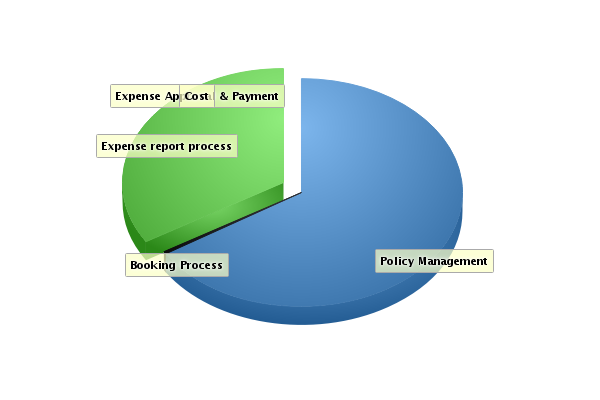 Expense
Cost
& Payment
Expense report process
Booking Process
Policy Management